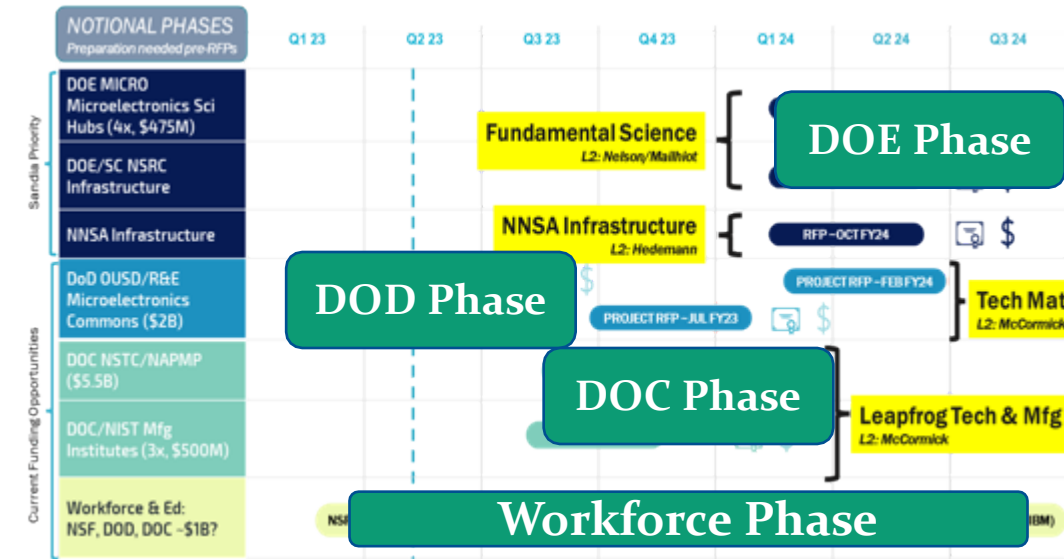 NOTIONAL PHASES
Preparation needed pre-RFPs
Q1 23
Q2 23
Q3 23
Q4 23
Q1 24
Q2 24
Q3 24
Sandia Priority
DOE MICRO
Microelectronics Sci
Hubs (4x, $475M)
Fundamental Science
L2: Nelson/Mailhiot
DOE Phase
DOE/SC NSRC
Infrastructure
$
NNSA Infrastructure
NNSA Infrastructure
L2: Hedemann
RFP-OCT FY24
$
Current Funding Opportunities
DoD OUSD/R&E
Microelectronics
Commons ($2B)
DOD Phase
$
PROJECT RFP-JUL FY23
$
PROJECT RFP-FEB FY24
Tech Mat
L2: McCormick
DOC NSTC/NAPMP
($5.5B)
DOC Phase
DOC/NIST Mfg
Institutes (3x, $500M)
Leapfrog Tech & Mfg
L2: McCormick
Workforce & Ed:
NSF, DOD, DOC ~$1B?
Workforce Phase